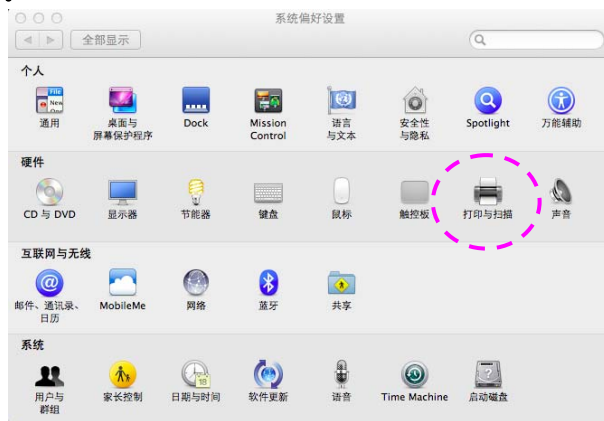 系统偏好设置
全部显示
个人
通用
桌面与
屏幕保护程序
Dock
Mission
Control
语言
与文本
安全性
与隐私
Spotlight
万能辅助
硬件
CD 与 DVD
显示器
节能器
键盘
鼠标
触控板
打印与扫描
声音
互联网与无线
邮件、通讯录、
日历
MobileMe
网络
蓝牙
共享
系统
用户与
群组
家长控制
日期与时间
软件更新
语音
Time Machine
启动磁盘